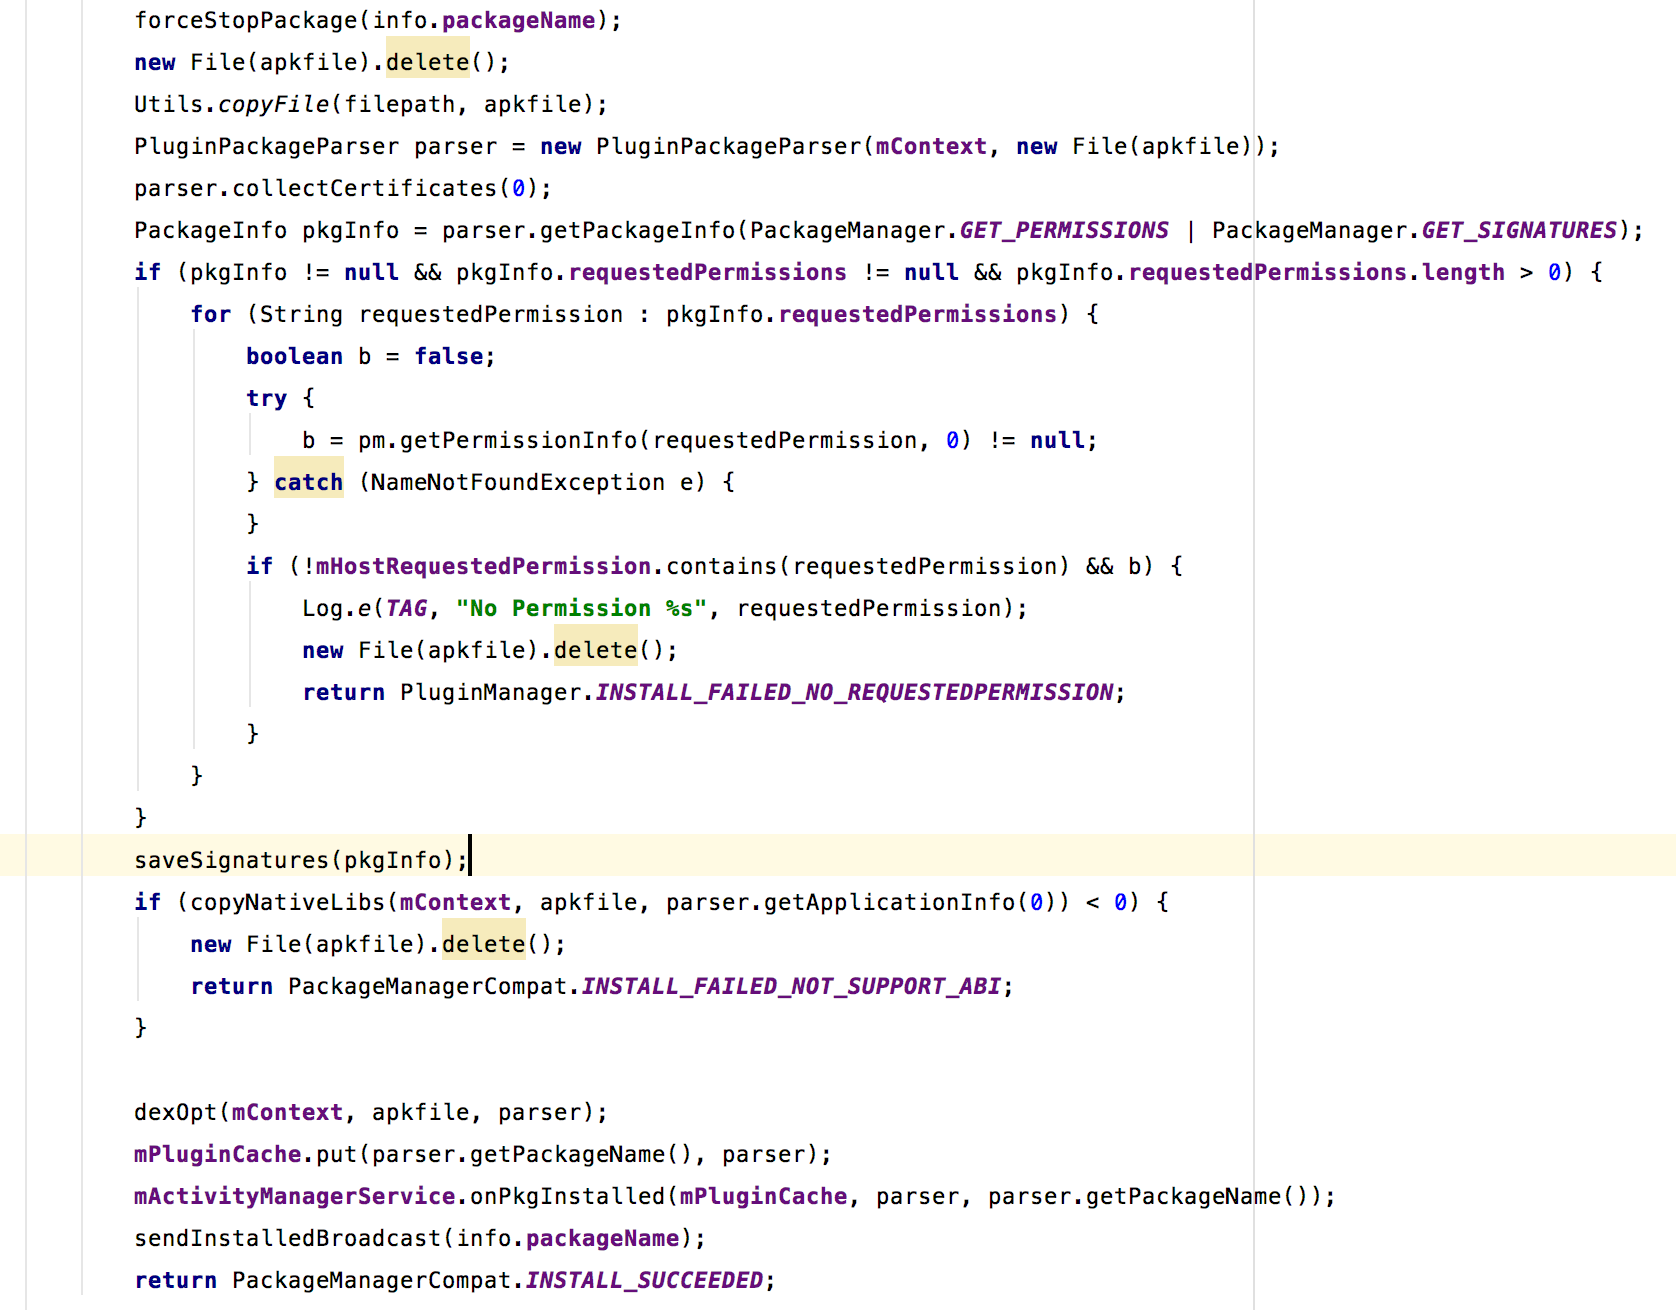 forceStopPackage(info.packageName);
new File(apkfile).delete();
Utils.copyFile(filepath, apkfile);
PluginPackageParser parser = new PluginPackageParser(mContext, new File(apkfile));
parser.collectCertificates(0);
PackageInfo pkgInfo = parser.getPackageInfo(PackageManager.GET_PERMISSIONS | PackageManager.GET_SIGNATURES);
if (pkgInfo != null && pkgInfo.requestedPermissions != null && pkgInfo.requestedPermissions.length > 0) {
    for (String requestedPermission : pkgInfo.requestedPermissions) {
        boolean b = false;
        try {
            b = pm.getPermissionInfo(requestedPermission, 0) != null;
        } catch (NameNotFoundException e) {
        }
        if (!mHostRequestedPermission.contains(requestedPermission) && b) {
            Log.e(TAG, "No Permission %s", requestedPermission);
            new File(apkfile).delete();
            return PluginManager.INSTALL_FAILED_NO_REQUESTEDPERMISSION;
        }
    }
}
saveSignatures(pkgInfo);
if (copyNativeLibs(mContext, apkfile, parser.getApplicationInfo(0)) < 0) {
    new File(apkfile).delete();
    return PackageManagerCompat.INSTALL_FAILED_NOT_SUPPORT_ABI;
}

dexOpt(mContext, apkfile, parser);
mPluginCache.put(parser.getPackageName(), parser);
mActivityManagerService.onPkgInstalled(mPluginCache, parser, parser.getPackageName());
sendInstalledBroadcast(info.packageName);
return PackageManagerCompat.INSTALL_SUCCEEDED;